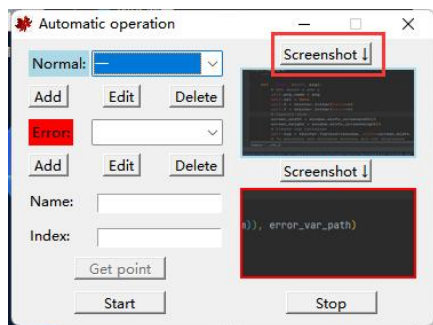 Automatic operation
Normal: —
Screenshot↓
Add Edit Delete
Error:
Add Edit Delete
Screenshot↓
Name:
Index:
)), error_var_path)
Get point
Start Stop